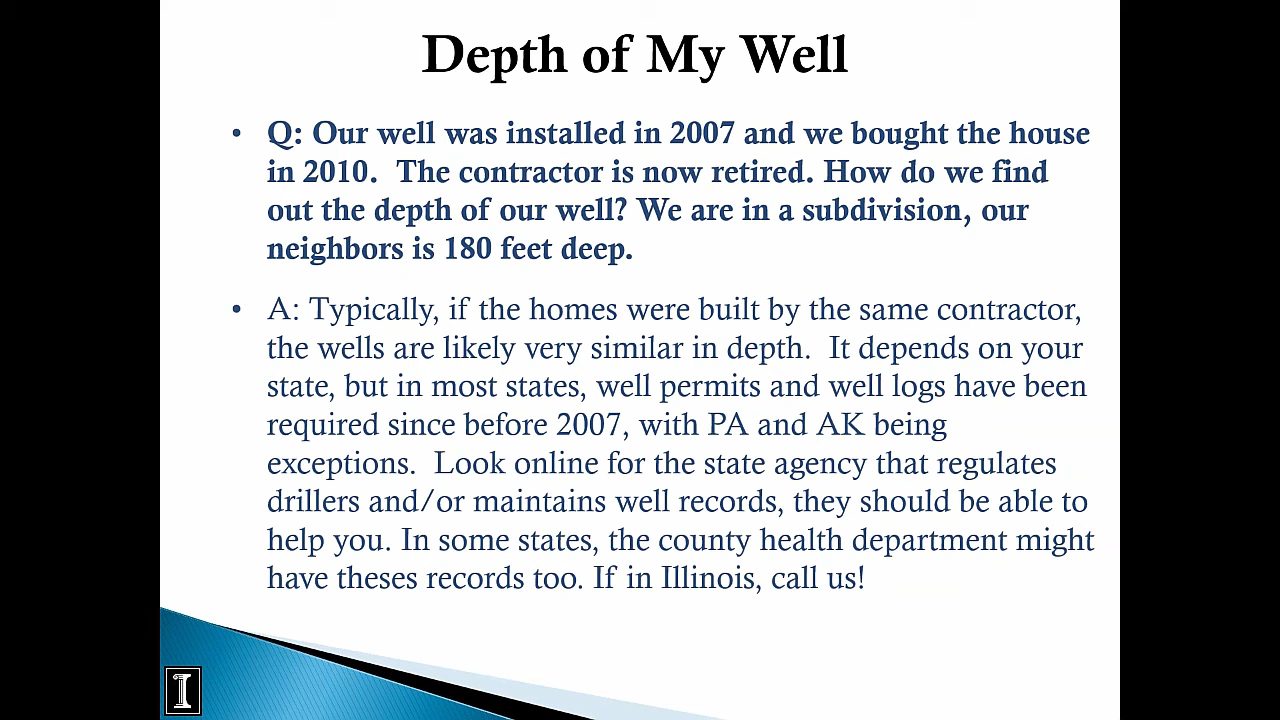 Depth of My Well
• Q: Our well was installed in 2007 and we bought the house
in 2010.  The contractor is now retired. How do we find
out the depth of our well? We are in a subdivision, our
neighbors is 180 feet deep.
• A: Typically, if the homes were built by the same contractor,
the wells are likely very similar in depth.  It depends on your
state, but in most states, well permits and well logs have been
required since before 2007, with PA and AK being
exceptions.  Look online for the state agency that regulates
drillers and/or maintains well records, they should be able to
help you. In some states, the county health department might
have theses records too. If in Illinois, call us!
I